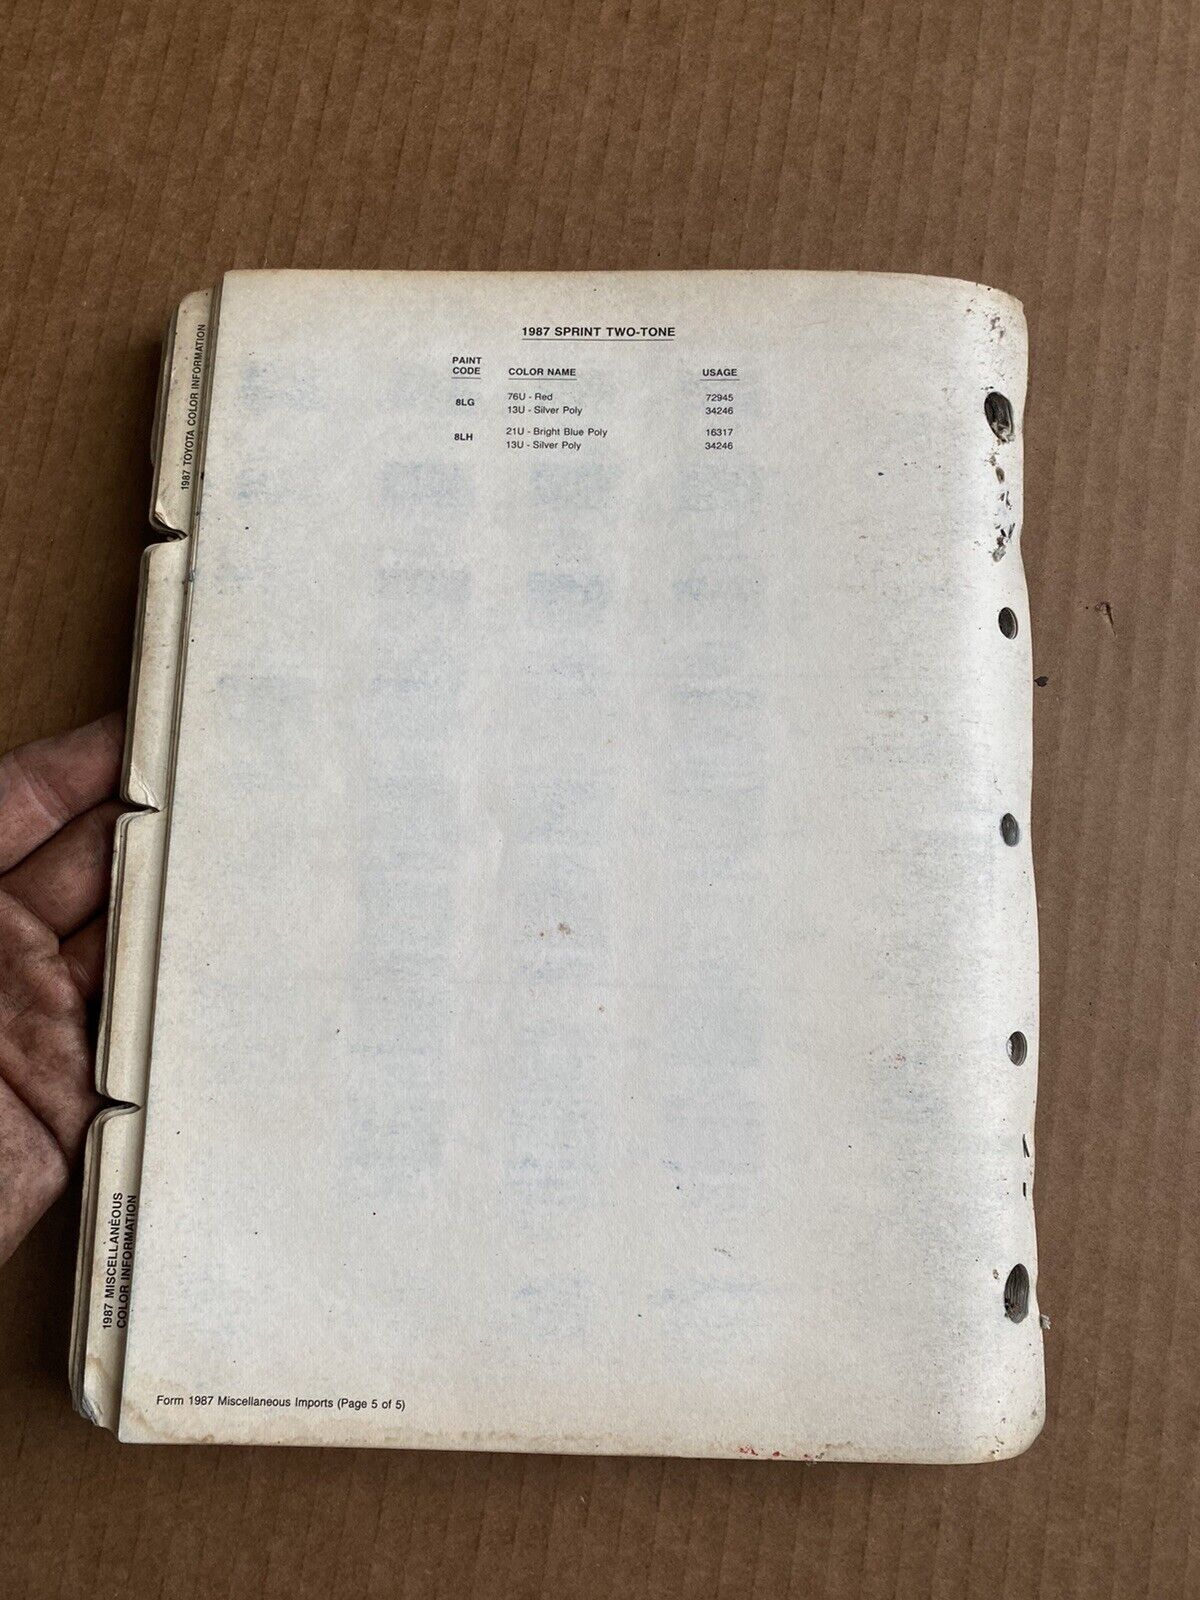 1987 SPRINT TWO-TONE
PAINT CODE COLOR NAME USAGE
8LG 76U - Red 72945
13U - Silver Poly 34246
8LH 21U - Bright Blue Poly 16317
13U - Silver Poly 34246
1987 TOYOTA COLOR INFORMATION
1987 MISCELLANEOUS
COLOR INFORMATION
Form 1987 Miscellaneous Imports (Page 5 of 5)